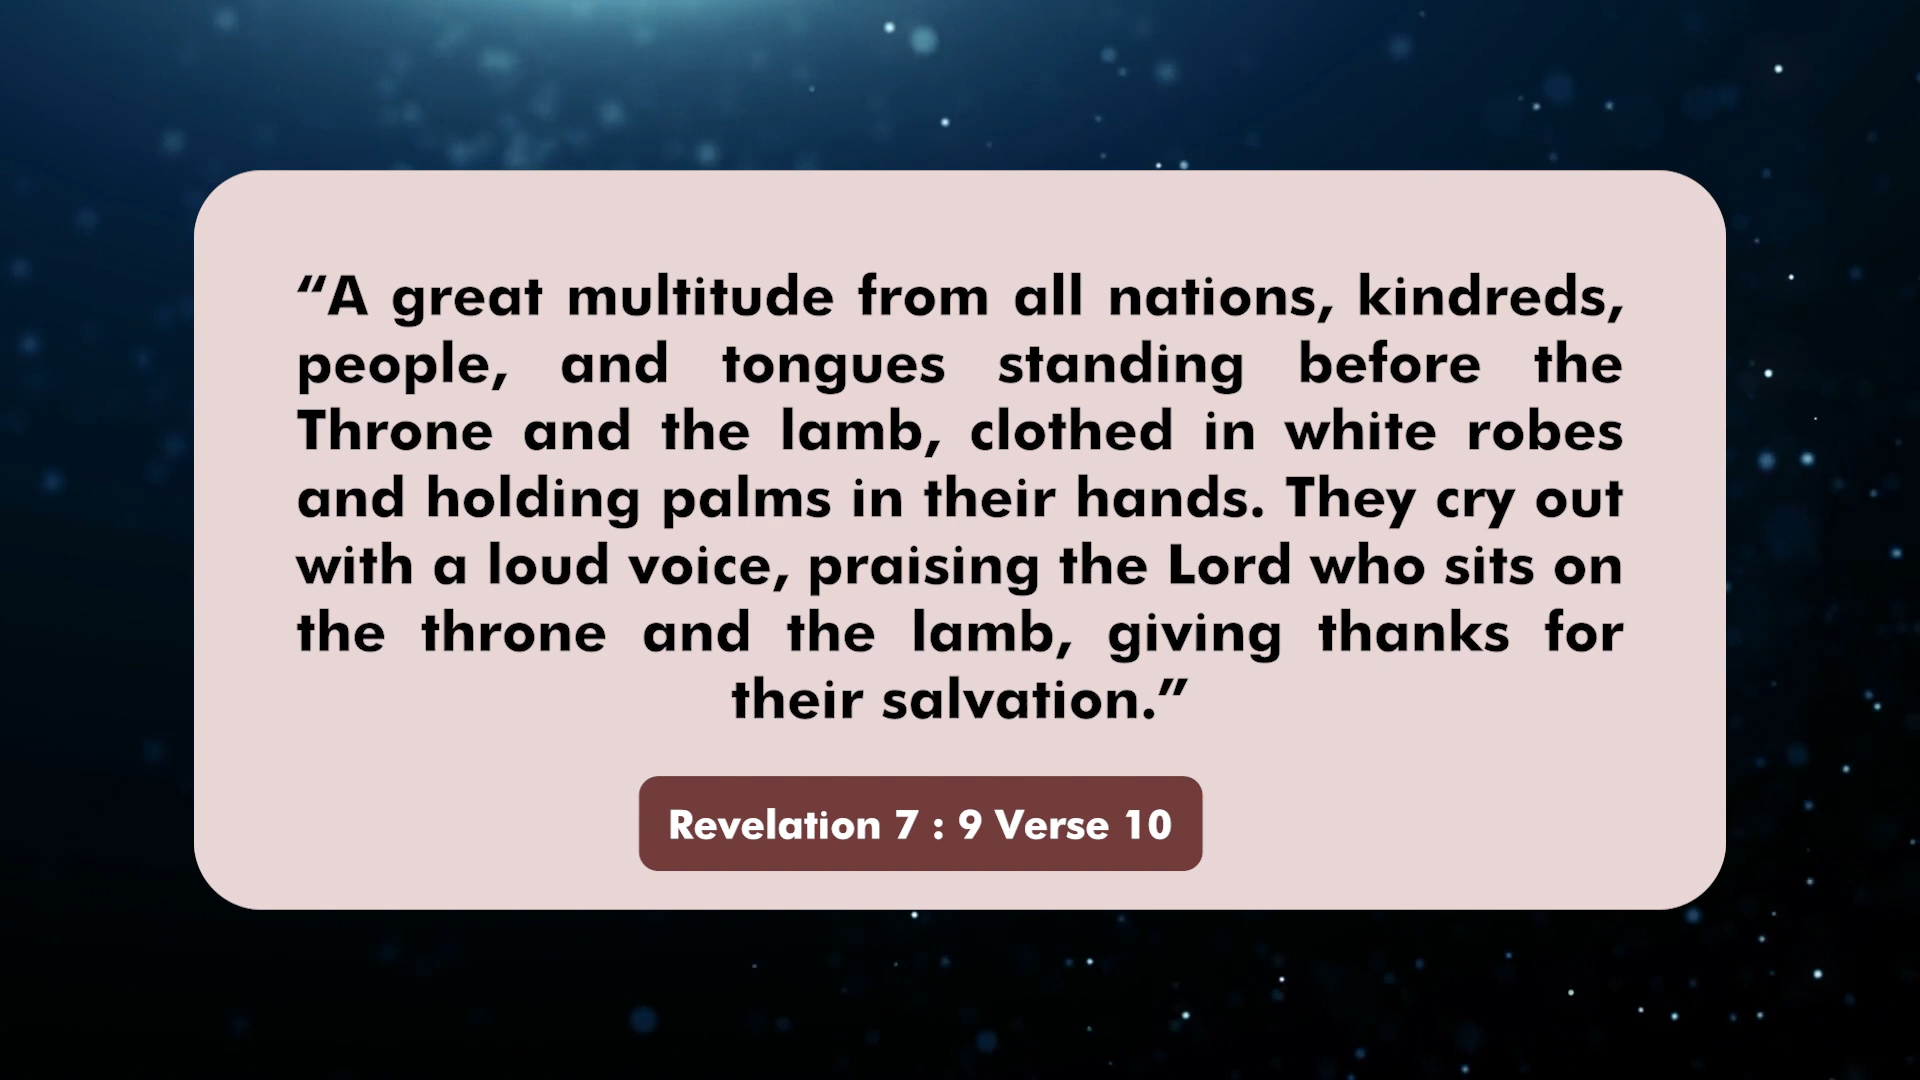 “A great multitude from all nations, kindreds,
people, and tongues standing before the
Throne and the lamb, clothed in white robes
and holding palms in their hands. They cry out
with a loud voice, praising the Lord who sits on
the throne and the lamb, giving thanks for
their salvation.”
Revelation 7 : 9 Verse 10